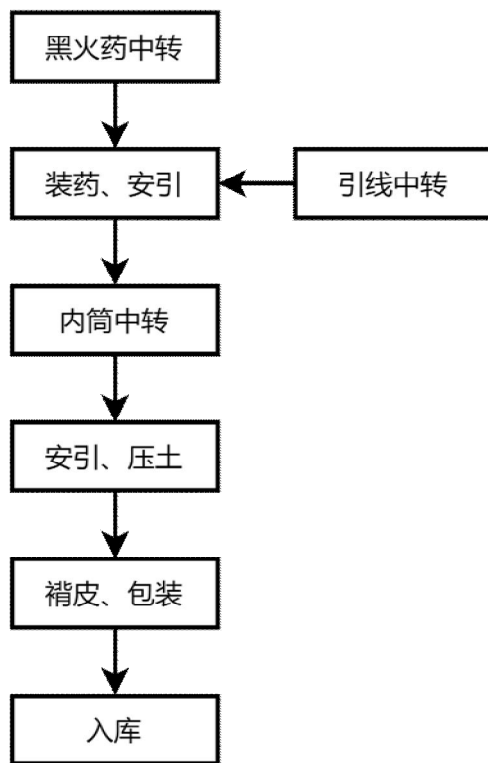 黑火药中转
装药、安引
引线中转
内筒中转
安引、压土
褙皮、包装
入库